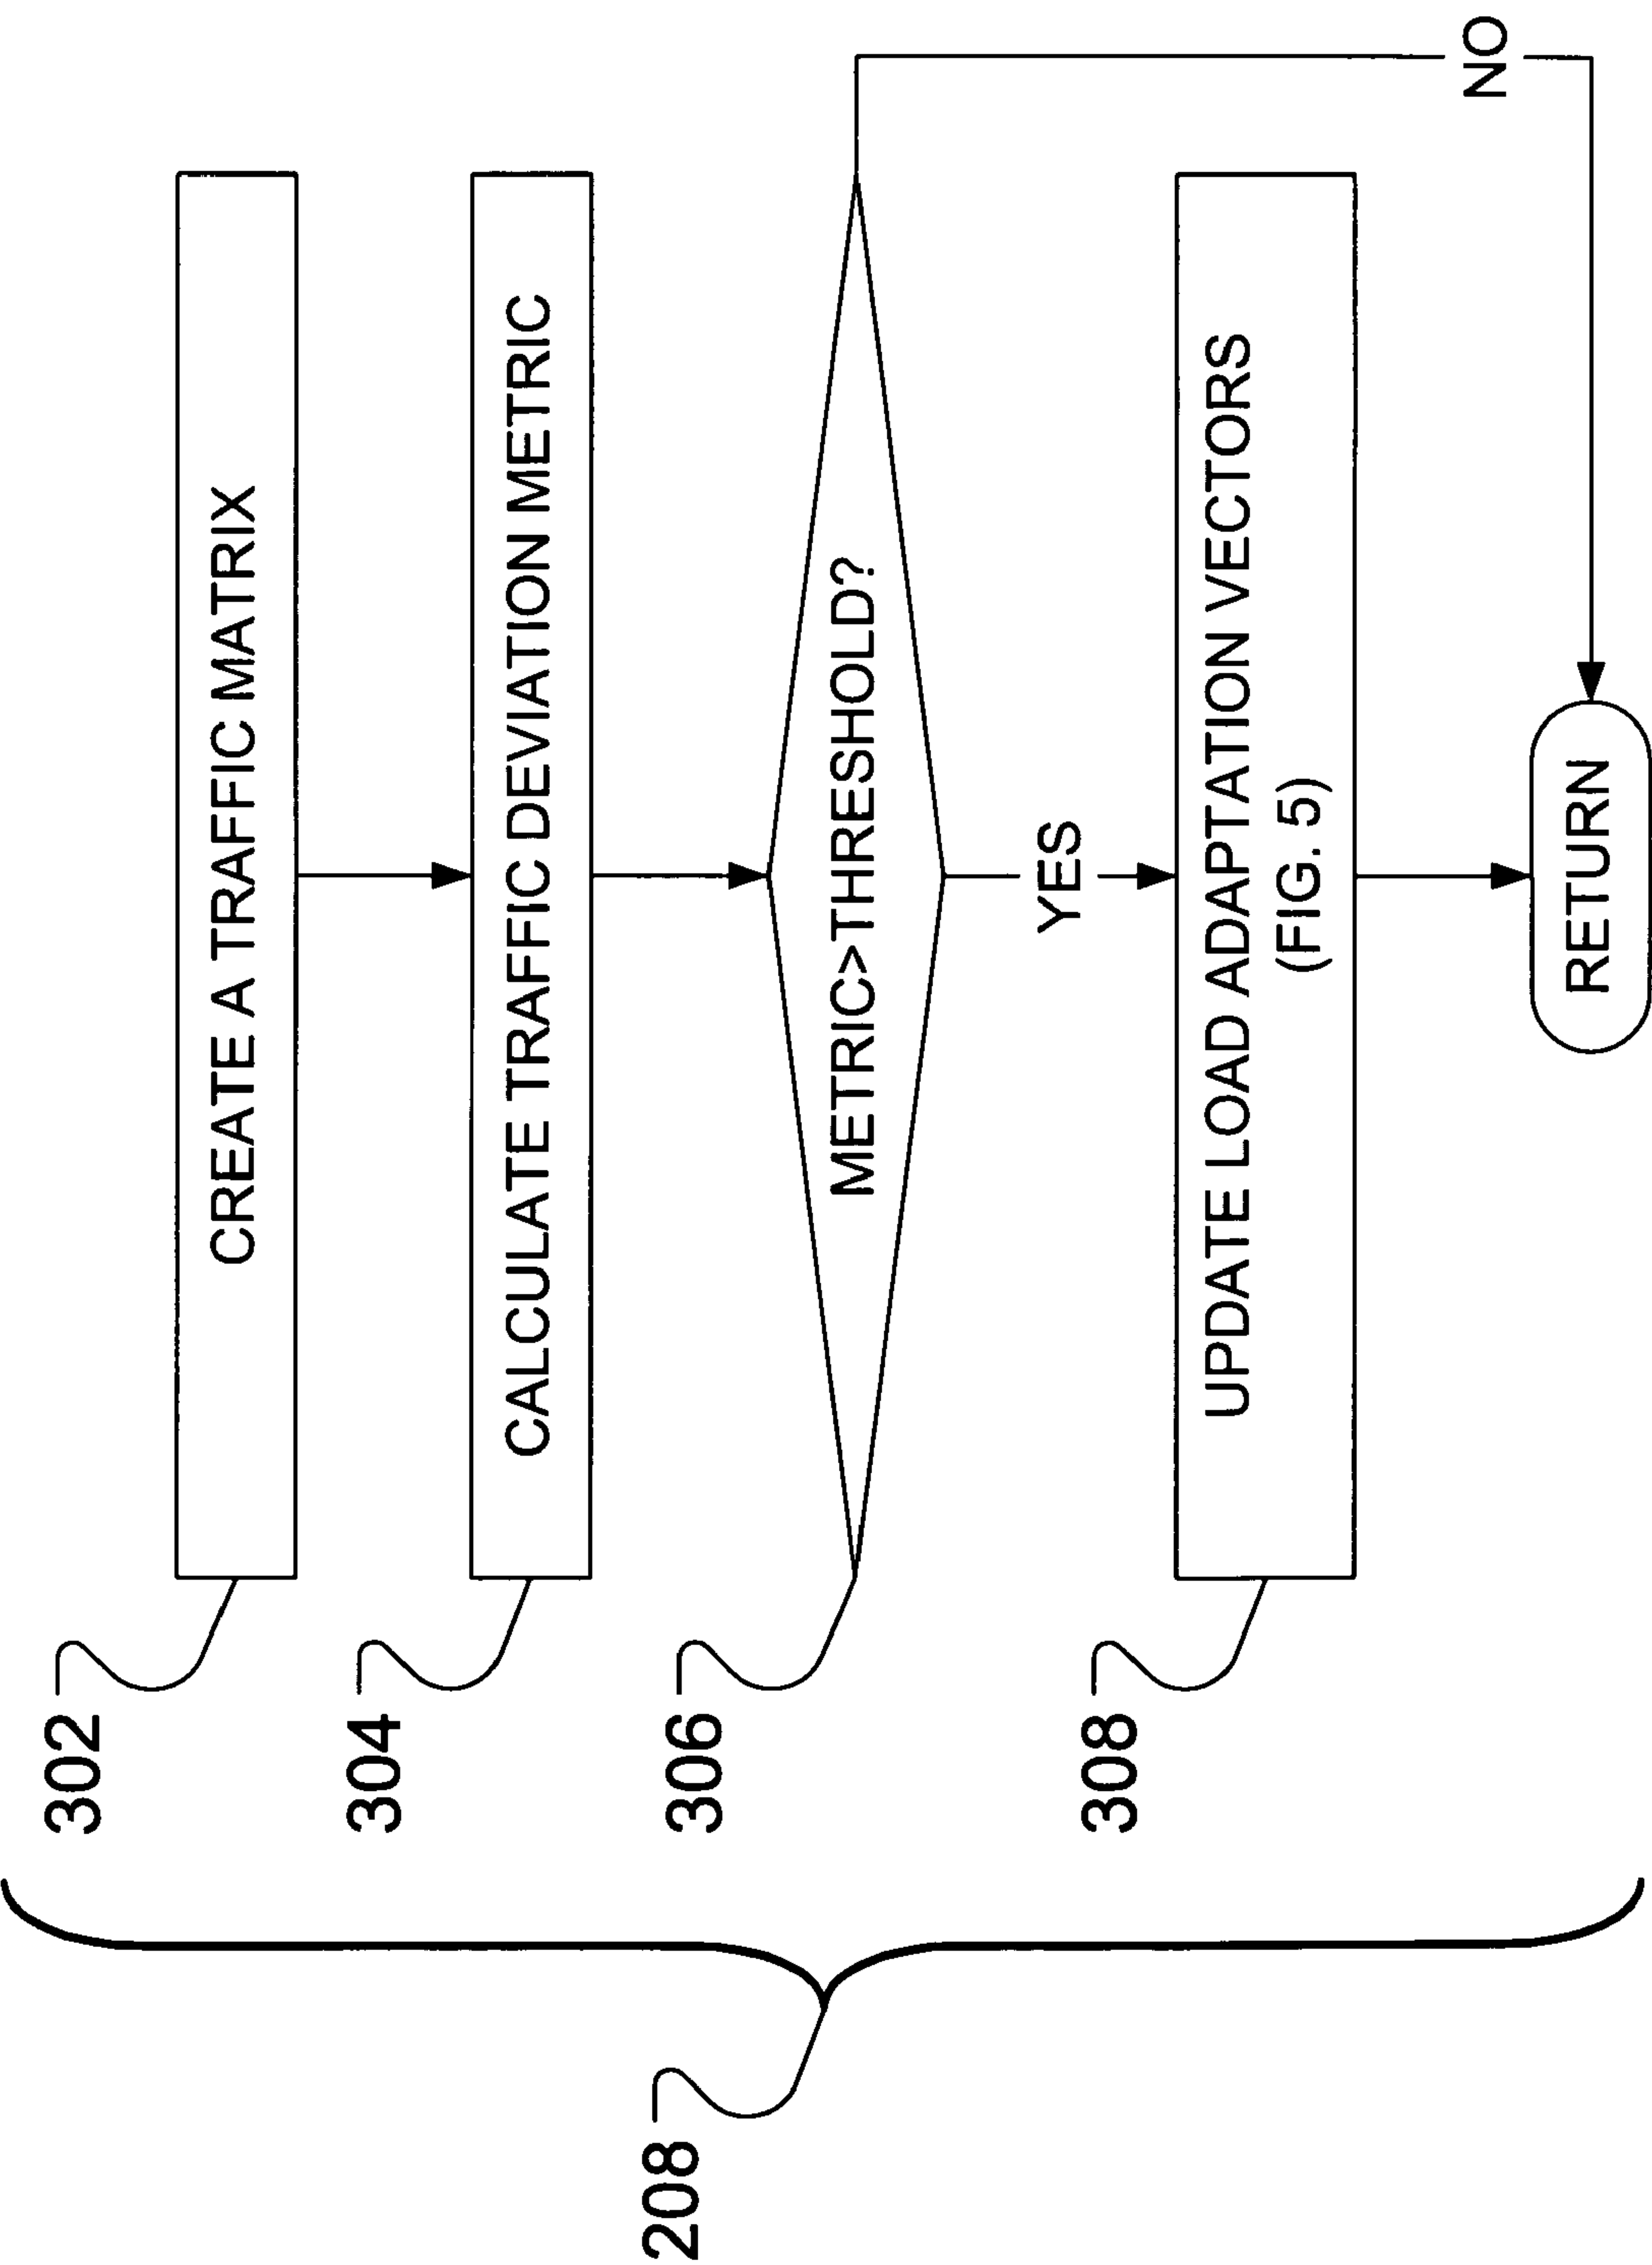 208
302
CREATE A TRAFFIC MATRIX
304
CALCULATE TRAFFIC DEVIATION METRIC
306
METRIC>THRESHOLD?
YES
308
UPDATE LOAD ADAPTATION VECTORS
(FIG. 5)
NO
RETURN